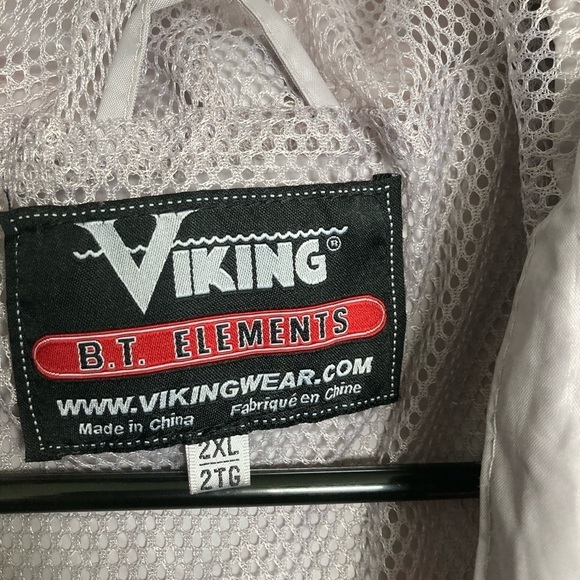 VIKING®
B.T. ELEMENTS
WWW.VIKINGWEAR.COM
Made in China Fabriqué en Chine
2XL
2TG